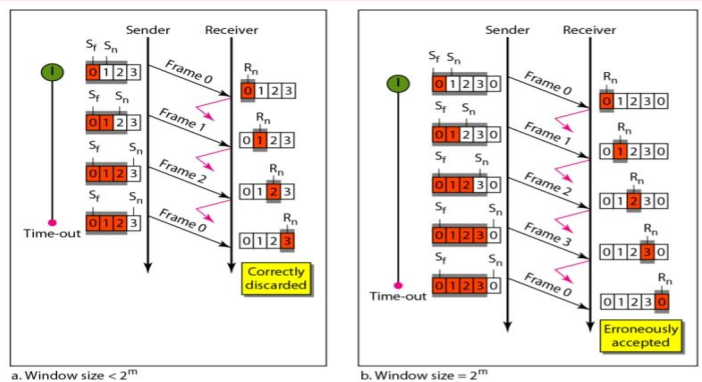 Sender Receiver
Sf Sn
0 1 2 3
Frame 0
Rn
0 1 2 3
Sf Sn
0 1 2 3
Frame 1
Rn
0 1 2 3
Sf Sn
0 1 2 3
Frame 2
Rn
0 1 2 3
Sf Sn
0 1 2 3
Frame 0
Rn
0 1 2 3
Time-out
Correctly
discarded
a. Window size < 2^m
Sender Receiver
Sf Sn
0 1 2 3 0
Frame 0
Rn
0 1 2 3 0
Sf Sn
0 1 2 3 0
Frame 1
Rn
0 1 2 3 0
Sf Sn
0 1 2 3 0
Frame 2
Rn
0 1 2 3 0
Sf Sn
0 1 2 3 0
Frame 3
Rn
0 1 2 3 0
Sf Sn
0 1 2 3 0
Frame 0
Rn
0 1 2 3 0
Time-out
Erroneously
accepted
b. Window size = 2^m